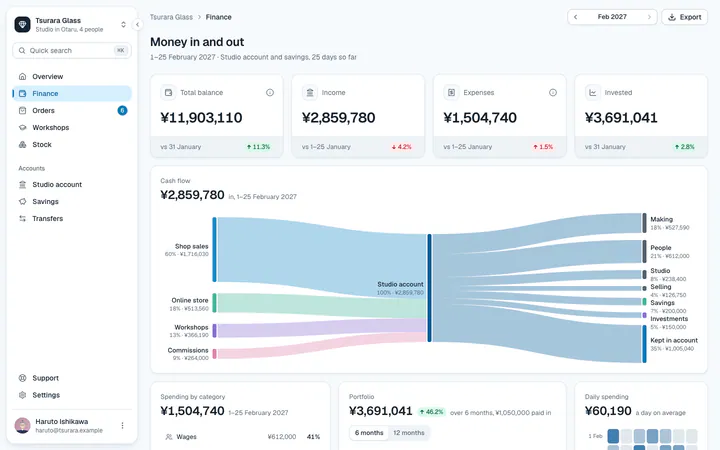 Tsurara Glass
Studio in Otaru, 4 people
Quick search
⌘K
Overview
Finance
Orders
6
Workshops
Stock
Accounts
Studio account
Savings
Transfers
Support
Settings
Haruto Ishikawa
haruto@tsurara.example
Tsurara Glass > Finance
Feb 2027
Export
Money in and out
1–25 February 2027 · Studio account and savings, 25 days so far
Total balance
¥11,903,110
vs 31 January
↑ 11.3%
Income
¥2,859,780
vs 1–25 January
↓ 4.2%
Expenses
¥1,504,740
vs 1–25 January
↑ 1.5%
Invested
¥3,691,041
vs 31 January
↑ 2.8%
Cash flow
¥2,859,780 in, 1–25 February 2027
Shop sales
60% · ¥1,716,030
Online store
18% · ¥513,560
Workshops
13% · ¥366,190
Commissions
9% · ¥264,000
Studio account
100% · ¥2,859,780
Making
18% · ¥527,590
People
21% · ¥612,000
Studio
8% · ¥238,400
Selling
4% · ¥126,750
Savings
7% · ¥200,000
Investments
5% · ¥150,000
Kept in account
35% · ¥1,005,040
Spending by category
¥1,504,740 1–25 February 2027
Wages
¥612,000
41%
Portfolio
¥3,691,041 ↑ 46.2% over 6 months, ¥1,050,000 paid in
6 months
12 months
Daily spending
¥60,190 a day on average
1 Feb